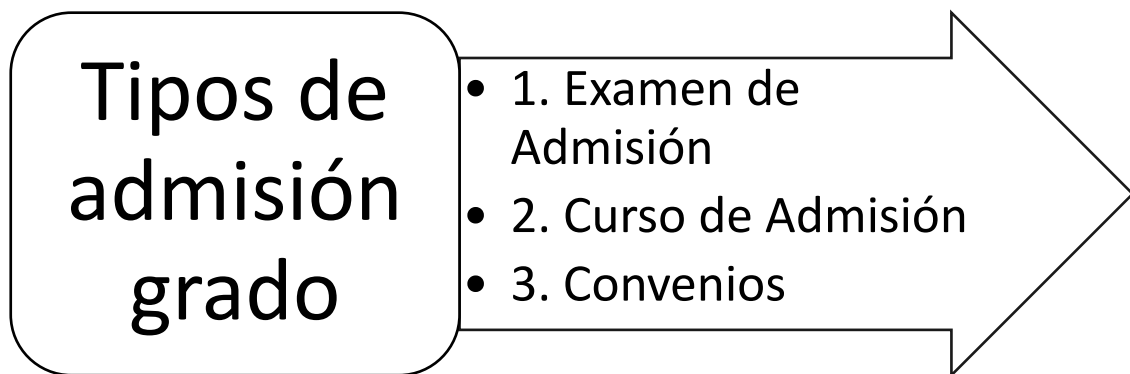 Tipos de
admisión
grado
• 1. Examen de
Admisión
• 2. Curso de Admisión
• 3. Convenios